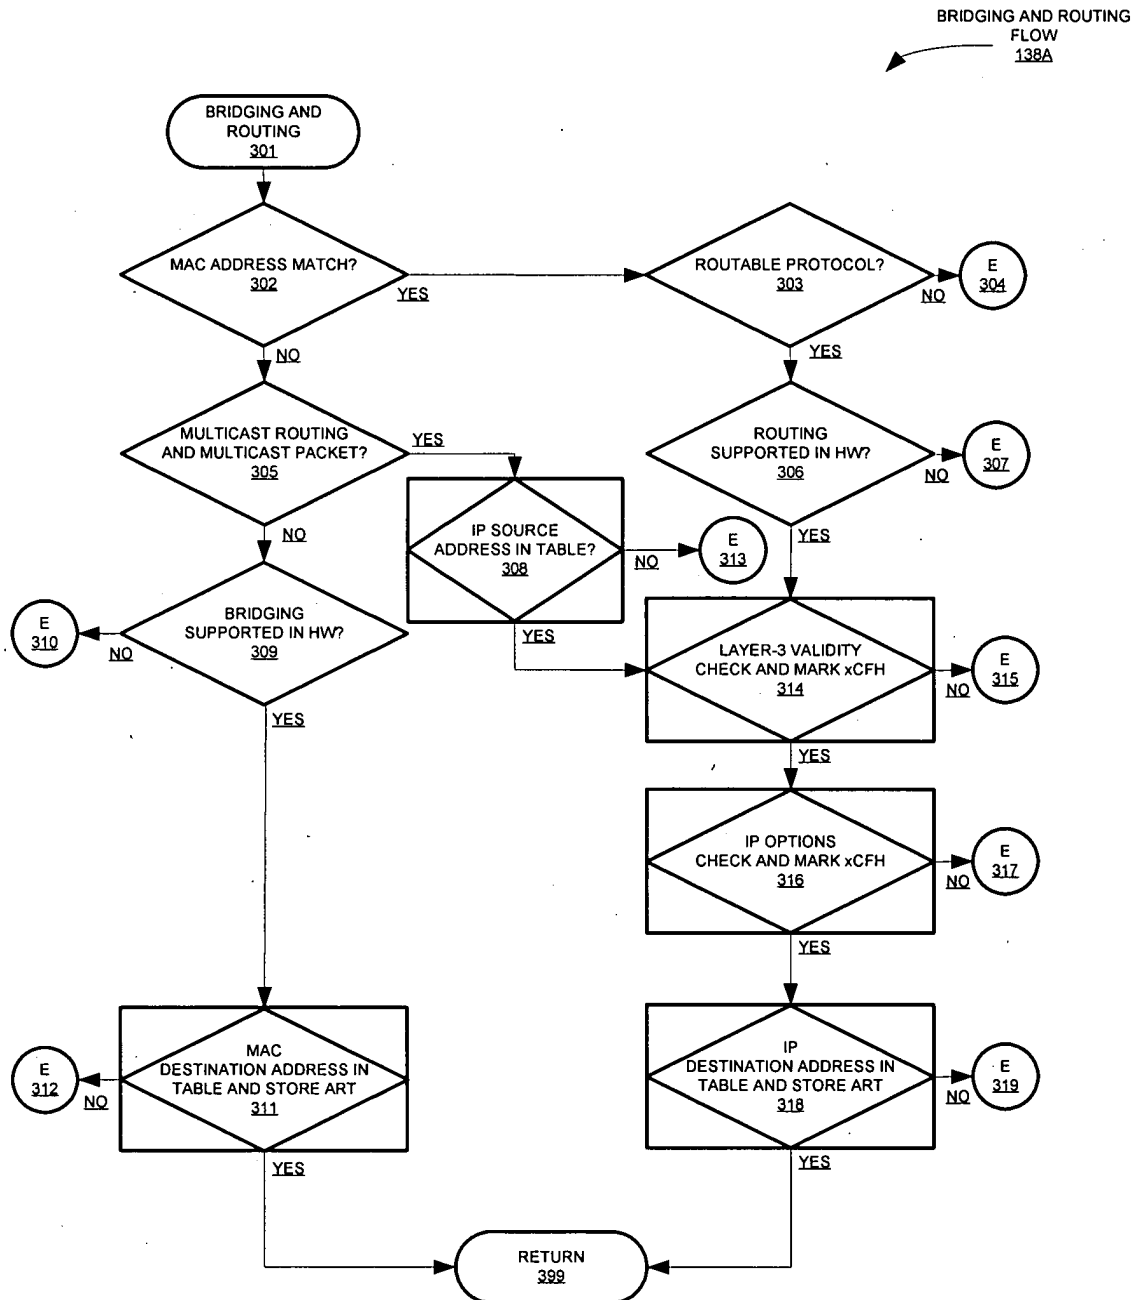 BRIDGING AND ROUTING
FLOW
138A
BRIDGING AND
ROUTING
301
MAC ADDRESS MATCH?
302
YES
NO
ROUTABLE PROTOCOL?
303
NO
YES
E
304
MULTICAST ROUTING
AND MULTICAST PACKET?
305
YES
NO
ROUTING
SUPPORTED IN HW?
306
NO
YES
E
307
IP SOURCE
ADDRESS IN TABLE?
308
NO
YES
E
313
BRIDGING
SUPPORTED IN HW?
309
NO
YES
E
310
LAYER-3 VALIDITY
CHECK AND MARK xCFH
314
NO
YES
E
315
IP OPTIONS
CHECK AND MARK xCFH
316
NO
YES
E
317
MAC
DESTINATION ADDRESS IN
TABLE AND STORE ART
311
NO
YES
E
312
IP
DESTINATION ADDRESS IN
TABLE AND STORE ART
318
NO
YES
E
319
RETURN
399